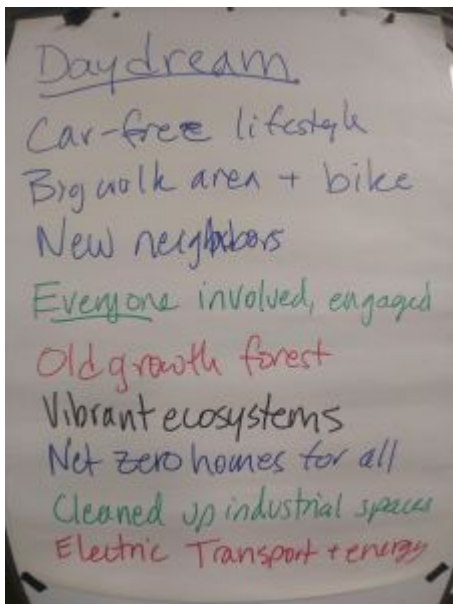 Daydream
Car-free lifestyle
Big walk area + bike
New neighbors
Everyone involved, engaged
Old growth forest
Vibrant ecosystems
Net zero homes for all
Cleaned up industrial spaces
Electric Transport + energy